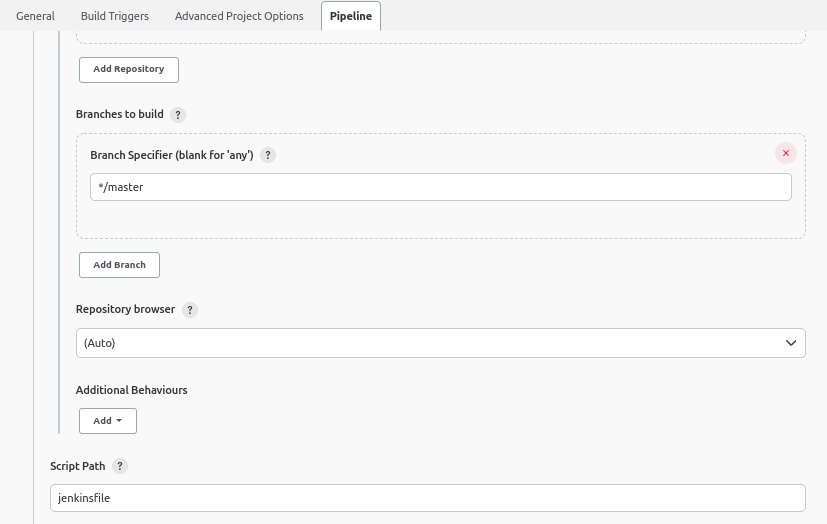 General Build Triggers Advanced Project Options Pipeline
Add Repository
Branches to build ?
Branch Specifier (blank for 'any') ?
*/master
Add Branch
Repository browser ?
(Auto)
Additional Behaviours
Add
Script Path ?
jenkinsfile